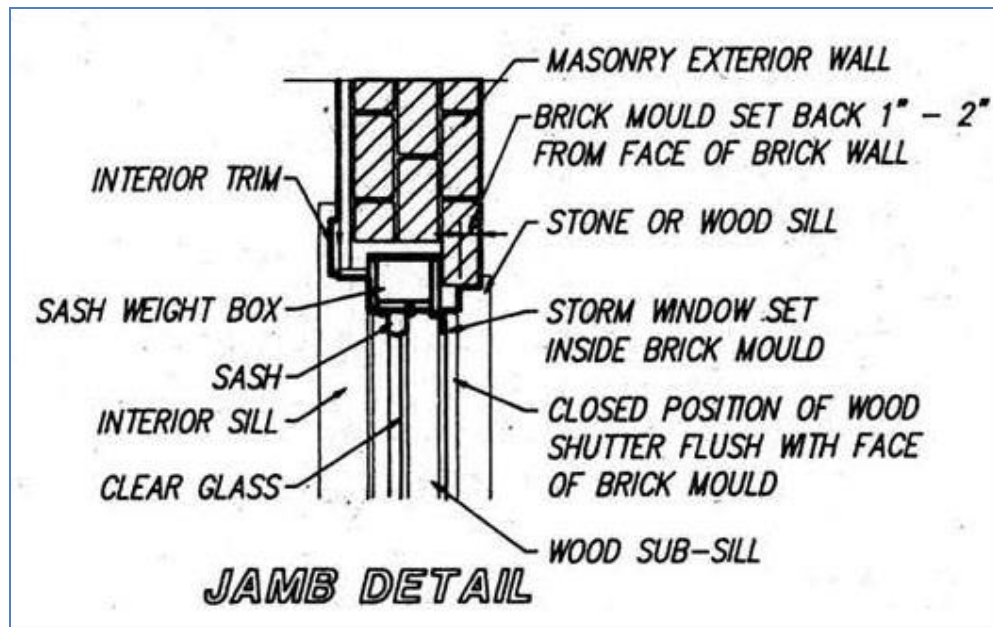 MASONRY EXTERIOR WALL
BRICK MOULD SET BACK 1" - 2"
FROM FACE OF BRICK WALL
INTERIOR TRIM
STONE OR WOOD SILL
SASH WEIGHT BOX
STORM WINDOW SET
INSIDE BRICK MOULD
SASH
INTERIOR SILL
CLOSED POSITION OF WOOD
SHUTTER FLUSH WITH FACE
OF BRICK MOULD
CLEAR GLASS
WOOD SUB-SILL
JAMB DETAIL